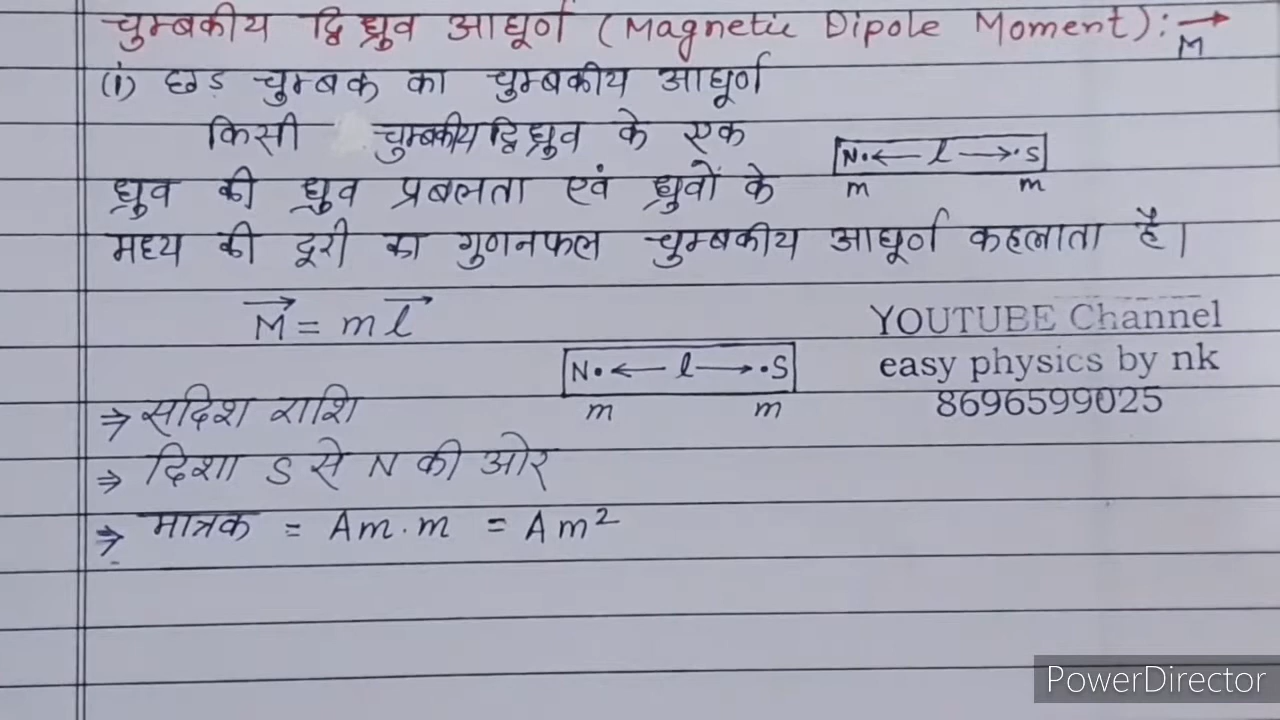 चुम्बकीय द्विध्रुव आघूर्ण (Magnetic Dipole Moment): M⃗
(i) छड़ चुम्बक का चुम्बकीय आघूर्ण
किसी चुम्बकीय द्विध्रुव के एक
N. ← l → .S
m m
ध्रुव की ध्रुव प्रबलता एवं ध्रुवों के
मध्य की दूरी का गुणनफल चुम्बकीय आघूर्ण कहलाता है।
M⃗ = m l⃗
YOUTUBE Channel
easy physics by nk
8696599025
N. ← l → .S
m m
⇒ सदिश राशि
⇒ दिशा S से N की ओर
⇒ मात्रक = Am.m = Am²
PowerDirector